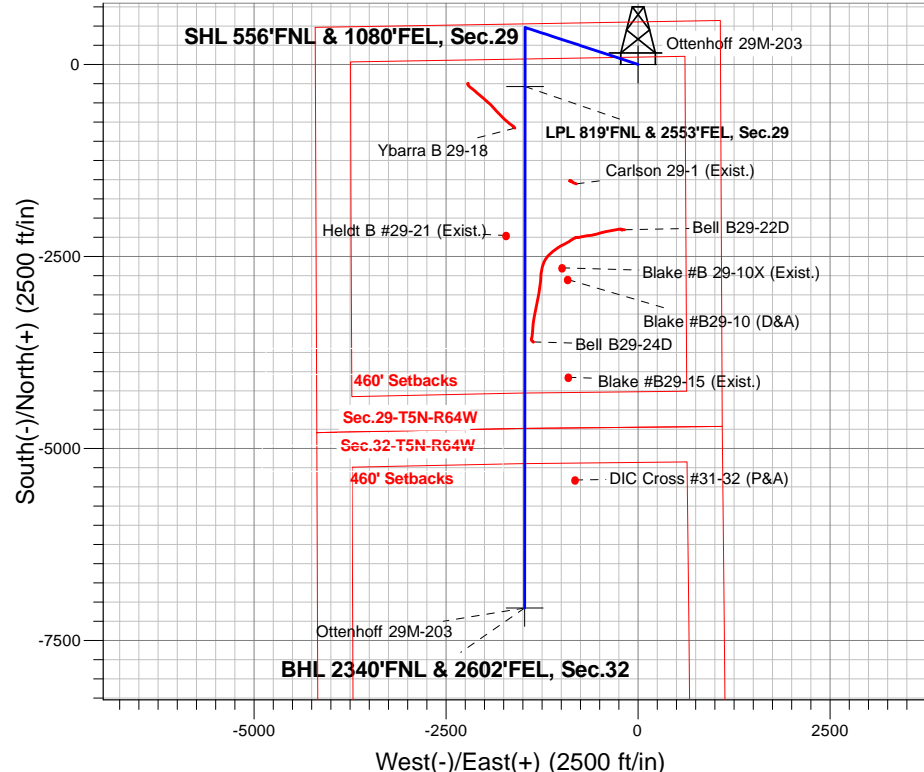 SHL 556'FNL & 1080'FEL, Sec.29
Ottenhoff 29M-203
0
LPL 819'FNL & 2553'FEL, Sec.29
Ybarra B 29-18
Carlson 29-1 (Exist.)
Heldt B #29-21 (Exist.)
Bell B29-22D
-2500
Blake #B 29-10X (Exist.)
Blake #B29-10 (D&A)
Bell B29-24D
460' Setbacks
Blake #B29-15 (Exist.)
Sec.29-T5N-R64W
-5000
Sec.32-T5N-R64W
460' Setbacks
DIC Cross #31-32 (P&A)
South(-)/North(+) (2500 ft/in)
Ottenhoff 29M-203
-7500
BHL 2340'FNL & 2602'FEL, Sec.32
-5000
-2500
0
2500
West(-)/East(+) (2500 ft/in)